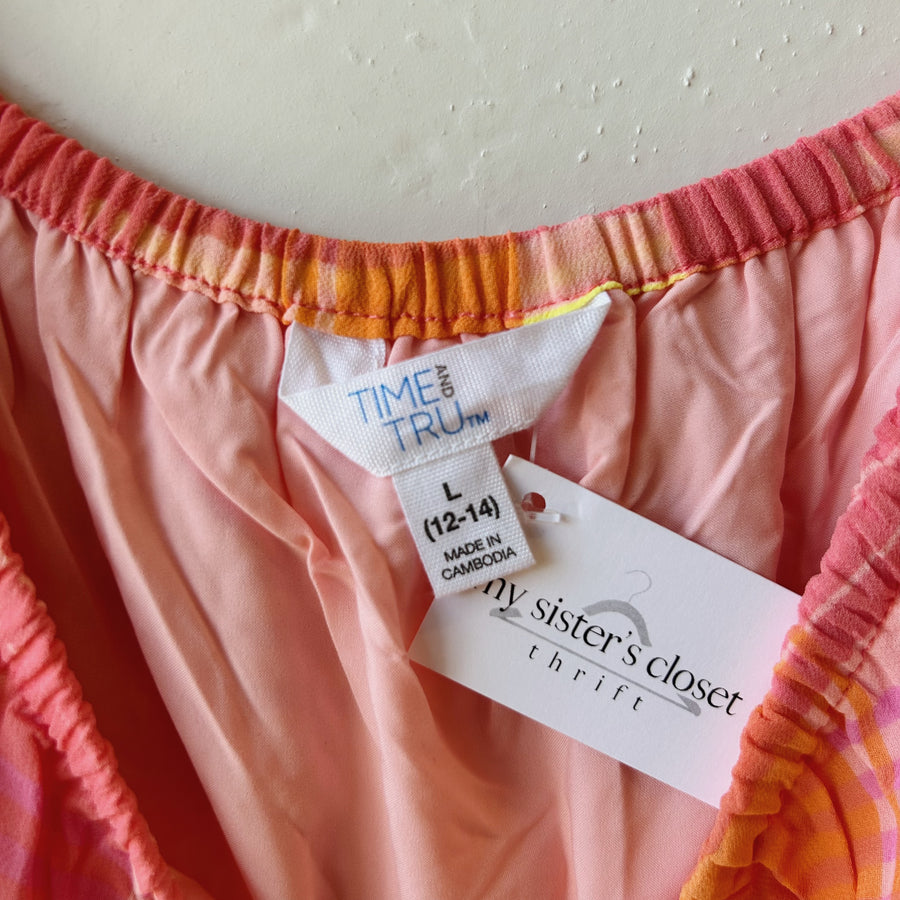 TIME AND
TRU™
L
(12-14)
MADE IN
CAMBODIA
my sister's closet
thrift